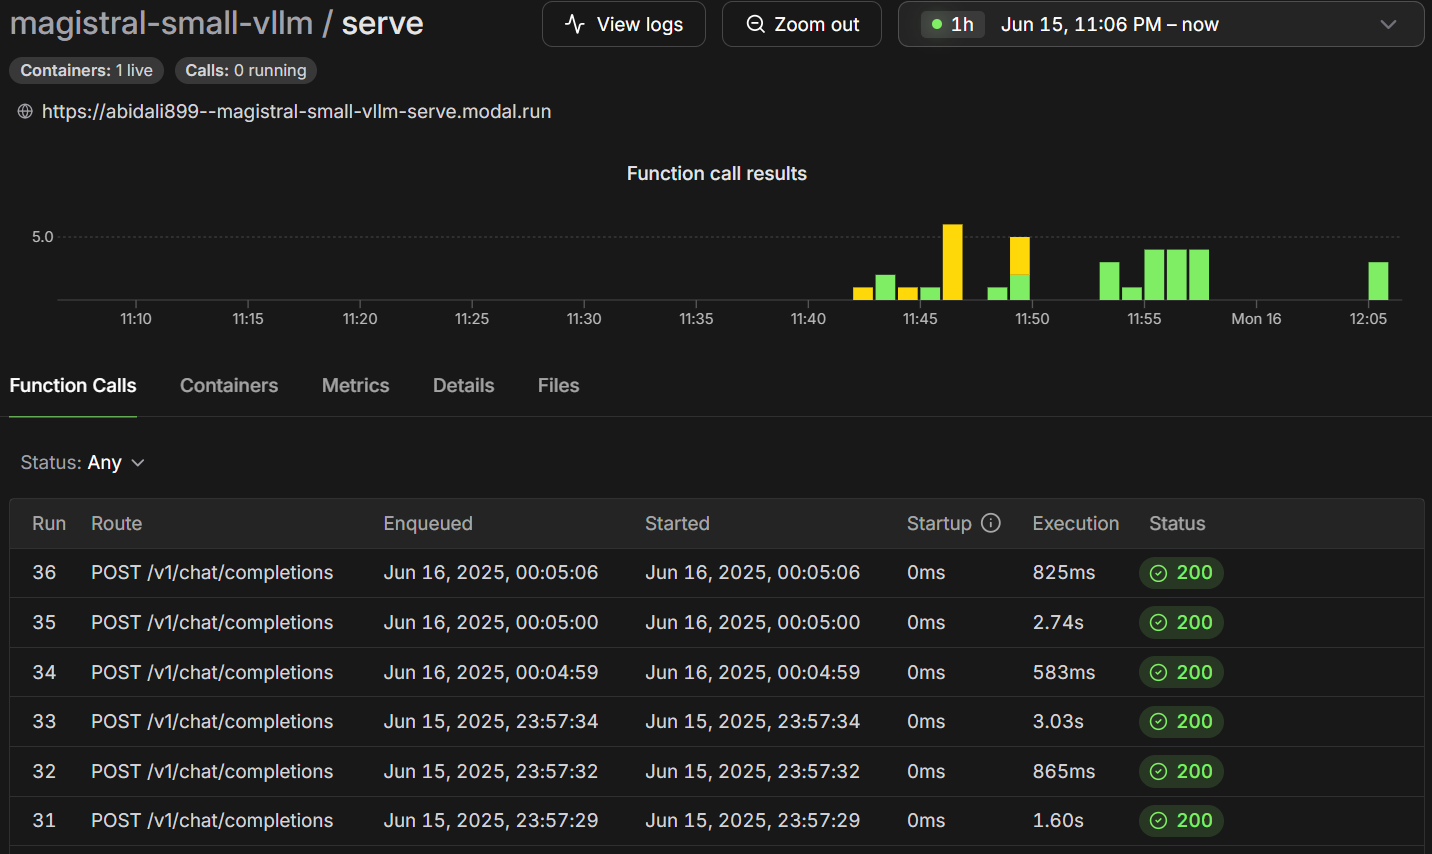 magistral-small-vllm / serve
View logs
Zoom out
1h Jun 15, 11:06 PM – now
Containers: 1 live
Calls: 0 running
https://abidali899--magistral-small-vllm-serve.modal.run
Function call results
5.0
11:10 11:15 11:20 11:25 11:30 11:35 11:40 11:45 11:50 11:55 Mon 16 12:05
Function Calls Containers Metrics Details Files
Status: Any
Run Route Enqueued Started Startup Execution Status
36 POST /v1/chat/completions Jun 16, 2025, 00:05:06 Jun 16, 2025, 00:05:06 0ms 825ms 200
35 POST /v1/chat/completions Jun 16, 2025, 00:05:00 Jun 16, 2025, 00:05:00 0ms 2.74s 200
34 POST /v1/chat/completions Jun 16, 2025, 00:04:59 Jun 16, 2025, 00:04:59 0ms 583ms 200
33 POST /v1/chat/completions Jun 15, 2025, 23:57:34 Jun 15, 2025, 23:57:34 0ms 3.03s 200
32 POST /v1/chat/completions Jun 15, 2025, 23:57:32 Jun 15, 2025, 23:57:32 0ms 865ms 200
31 POST /v1/chat/completions Jun 15, 2025, 23:57:29 Jun 15, 2025, 23:57:29 0ms 1.60s 200